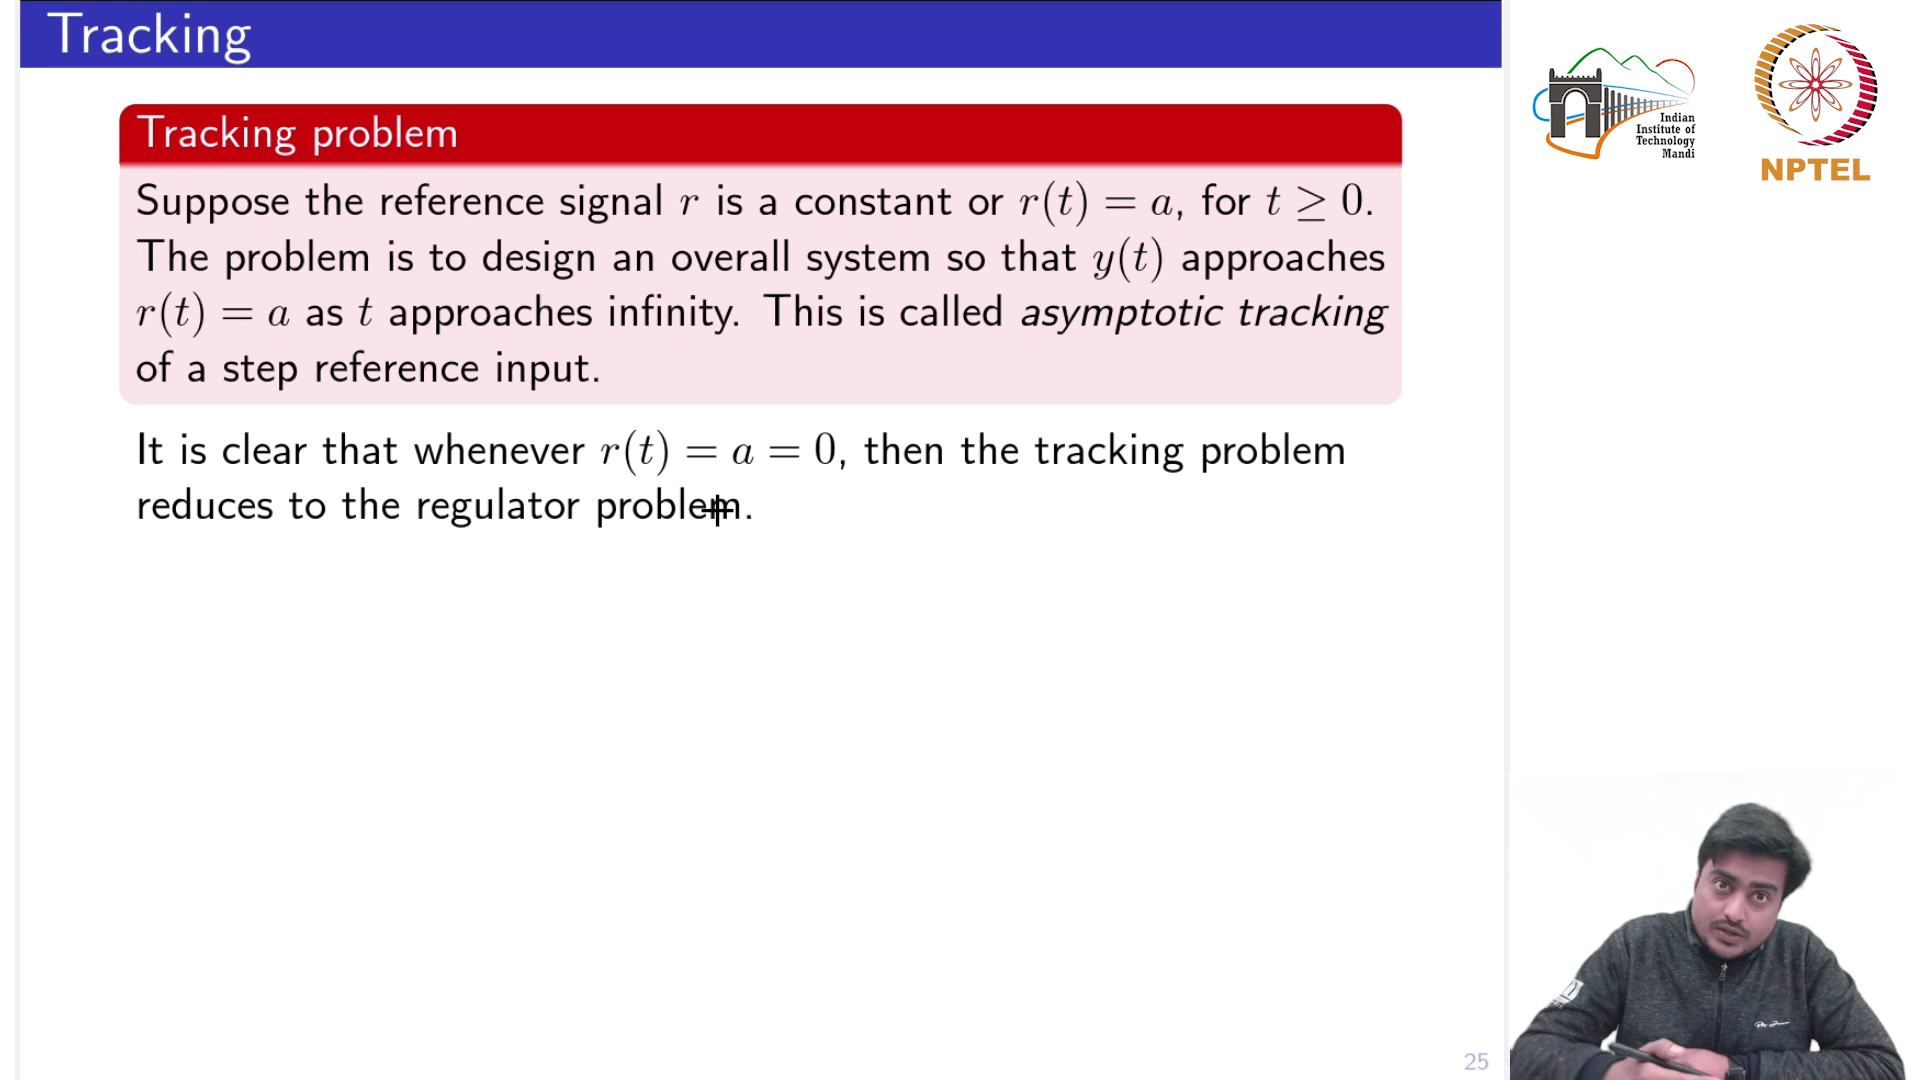 Tracking
Tracking problem
Suppose the reference signal r is a constant or r(t) = a, for t ≥ 0.
The problem is to design an overall system so that y(t) approaches
r(t) = a as t approaches infinity. This is called asymptotic tracking
of a step reference input.
It is clear that whenever r(t) = a = 0, then the tracking problem
reduces to the regulator problem.
25
Indian
Institute of
Technology
Mandi
NPTEL